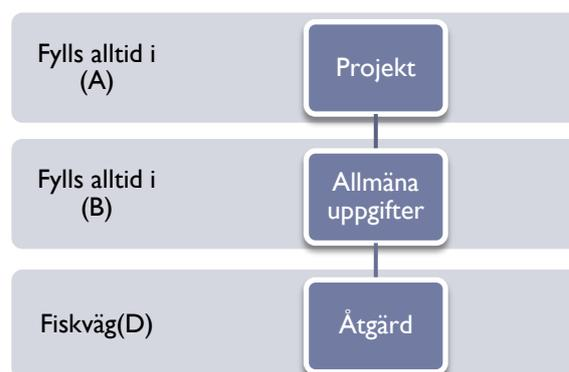 Fylls alltid i
(A)
Projekt
Fylls alltid i
(B)
Allmäna
uppgifter
Fiskväg(D)
Åtgärd